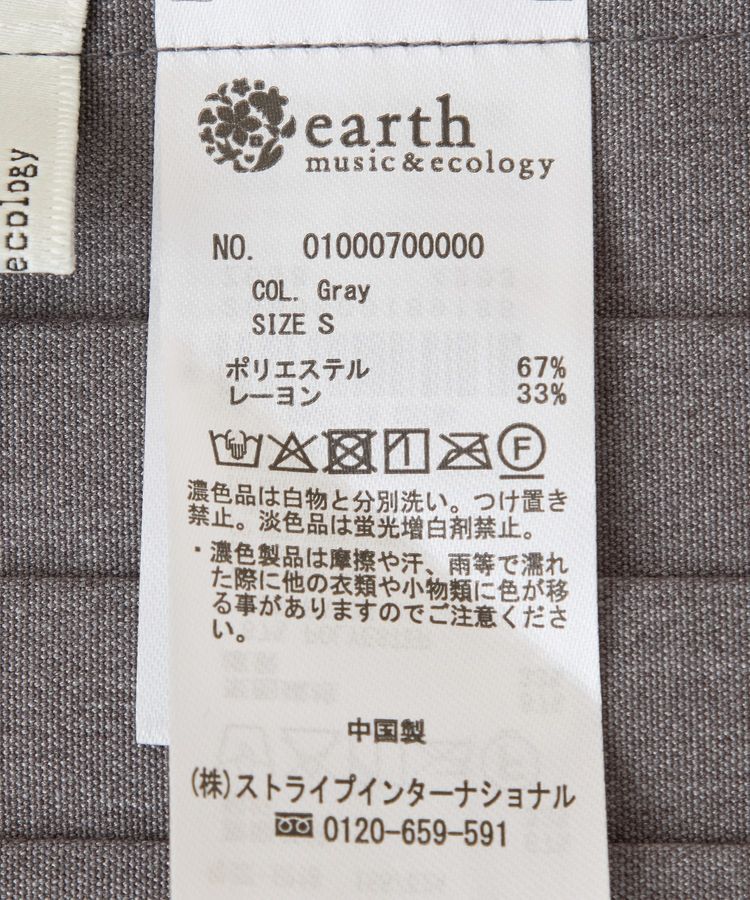 ecology
earth
music&ecology
NO. 01000700000
COL. Gray
SIZE S
ポリエステル 67%
レーヨン 33%
F
濃色品は白物と分別洗い。つけ置き
禁止。淡色品は蛍光増白剤禁止。
・濃色製品は摩擦や汗、雨等で濡れ
た際に他の衣類や小物類に色が移
る事がありますのでご注意くださ
い。
中国製
(株)ストライプインターナショナル
0120-659-591